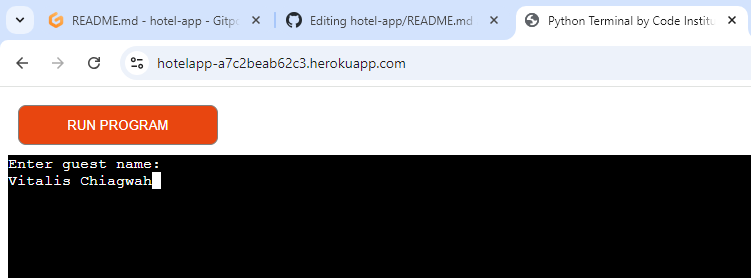 README.md - hotel-app - Gitpo
Editing hotel-app/README.md
Python Terminal by Code Institu
hotelapp-a7c2beab62c3.herokuapp.com
RUN PROGRAM
Enter guest name:
Vitalis Chiagwah